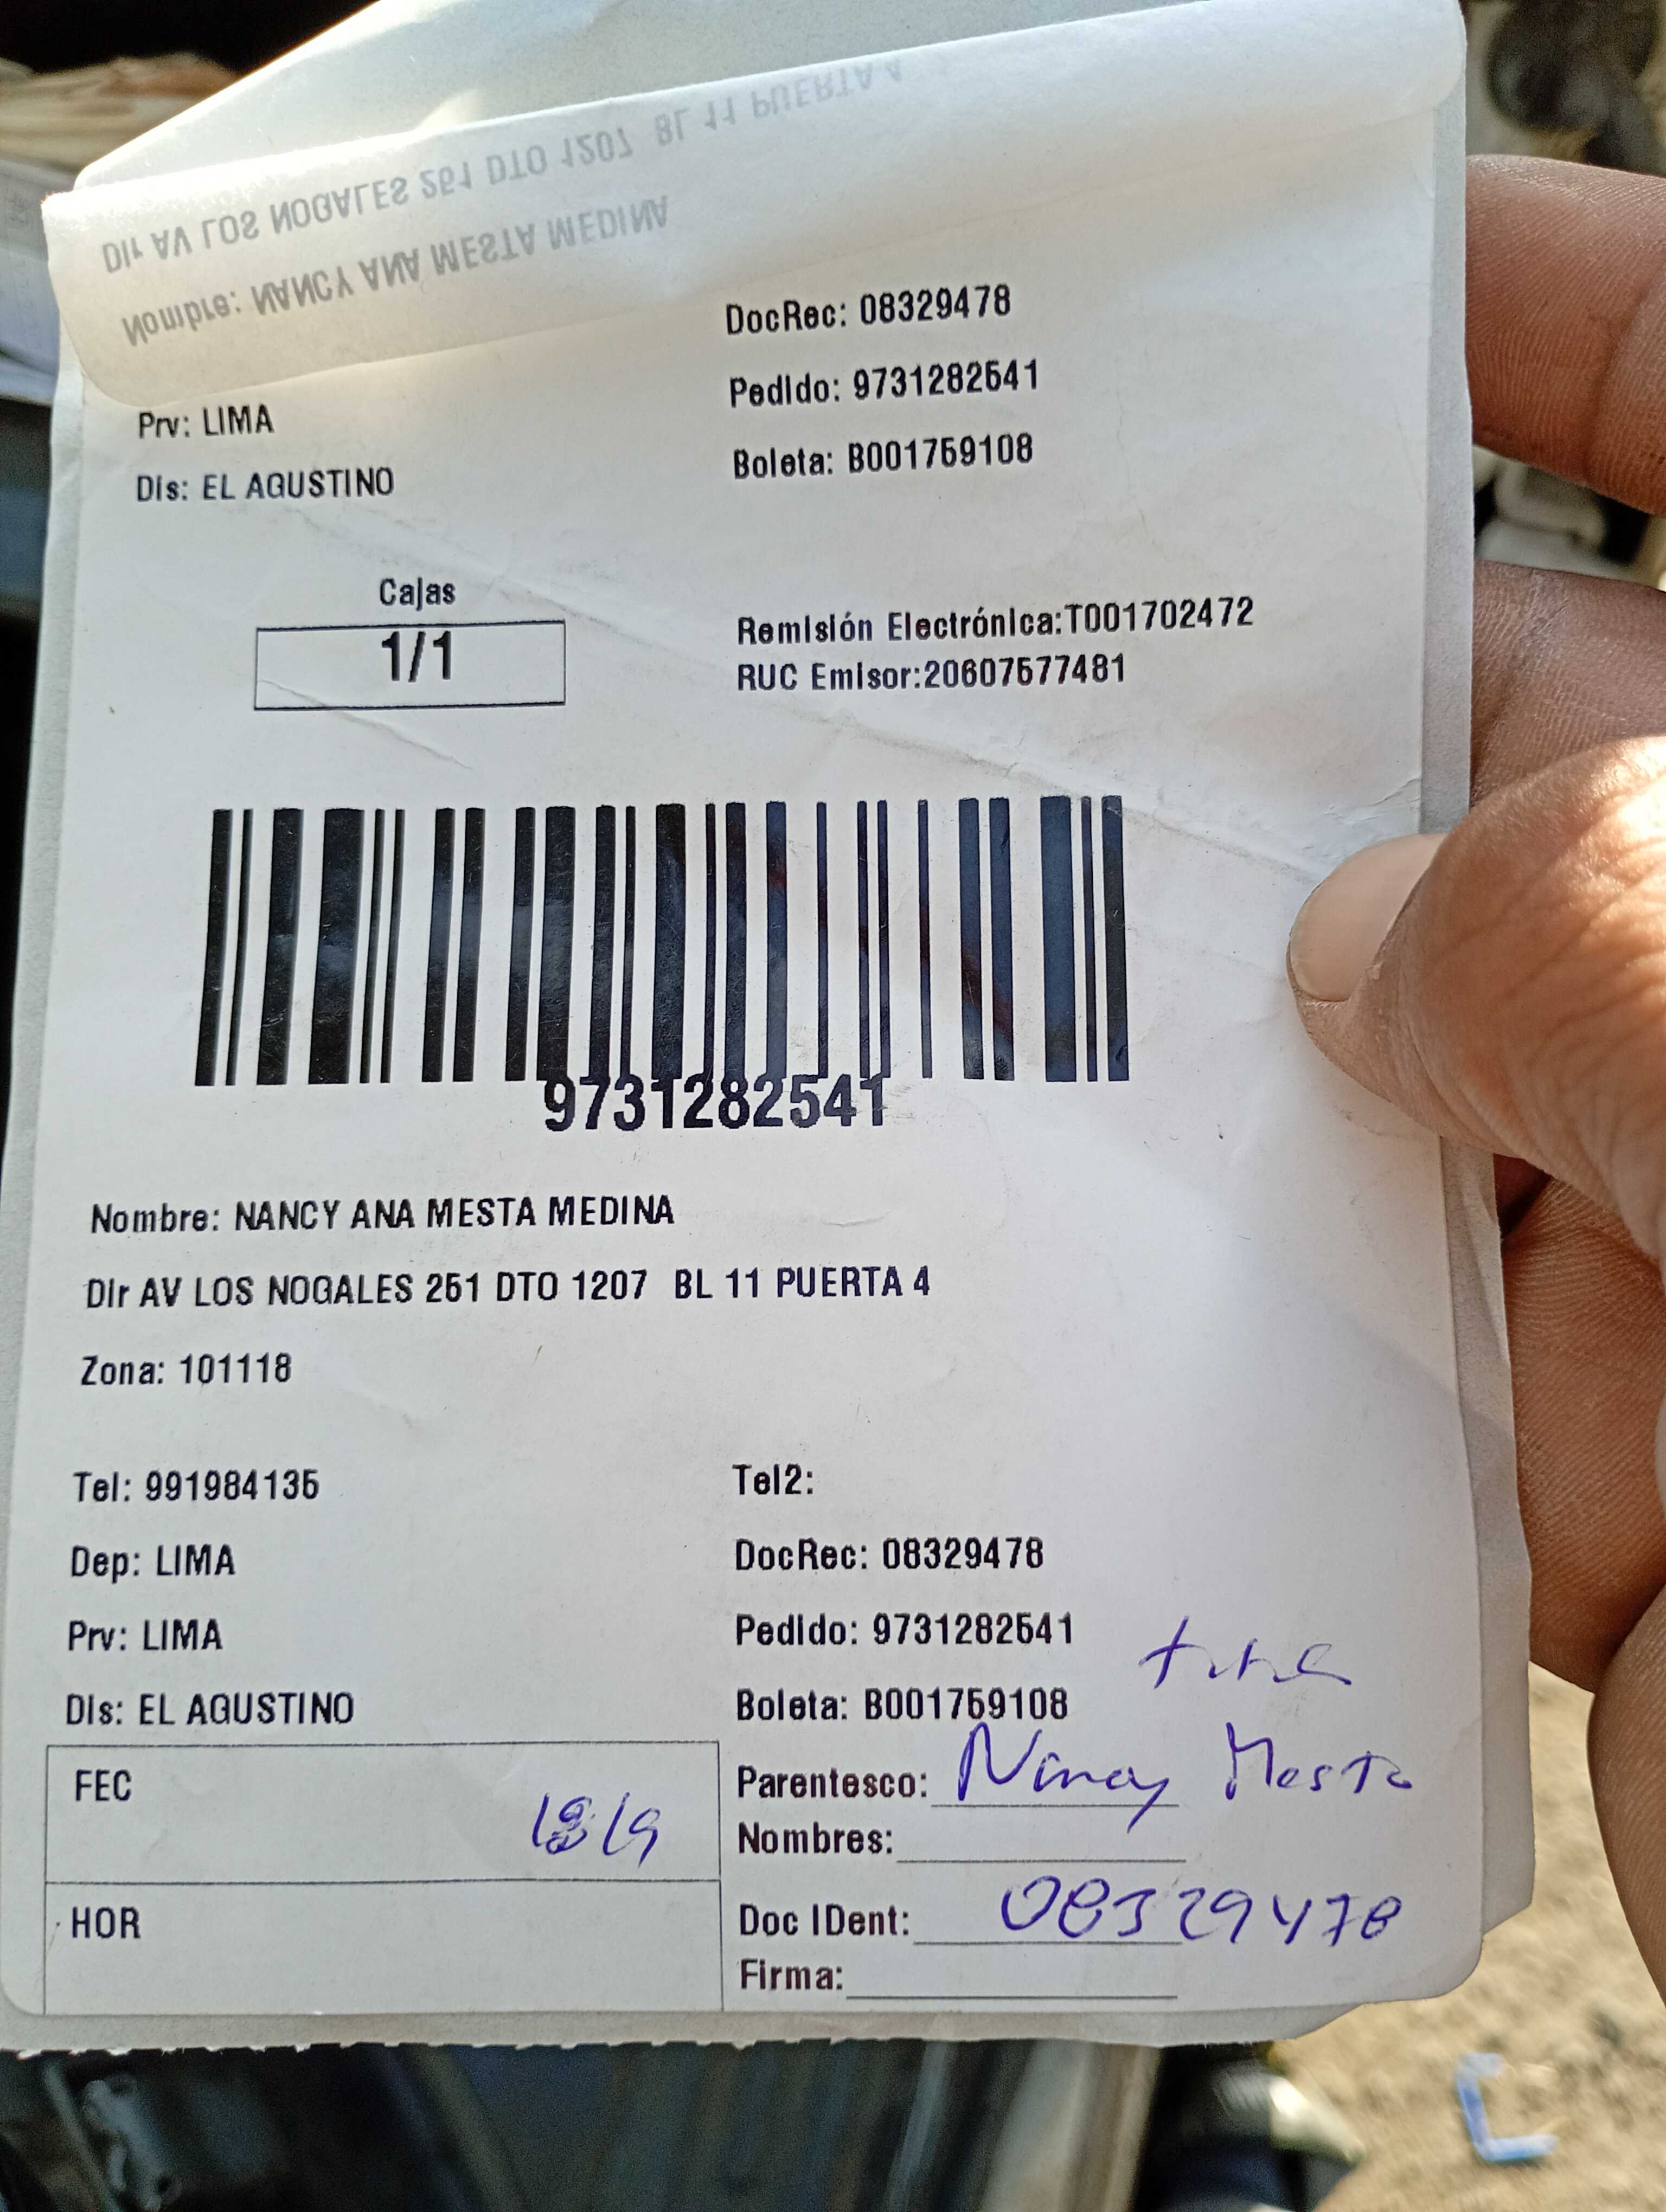 Dir AV LOS NOGALES 251 DTO 1207 BL 11 PUERTA 4
Nombre: NANCY ANA MESTA MEDINA
DocRec: 08329478
Pedido: 9731282541
Prv: LIMA
Boleta: B001759108
Dis: EL AGUSTINO
Cajas
1/1
Remisión Electrónica:T001702472
RUC Emisor:20607577481
9731282541
Nombre: NANCY ANA MESTA MEDINA
Dir AV LOS NOGALES 251 DTO 1207 BL 11 PUERTA 4
Zona: 101118
Tel: 991984135
Tel2:
Dep: LIMA
DocRec: 08329478
Prv: LIMA
Pedido: 9731282541
Dis: EL AGUSTINO
Boleta: B001759108
FEC
Parentesco: Nancy Mesta
Nombres:
HOR
Doc IDent: 08329478
Firma: